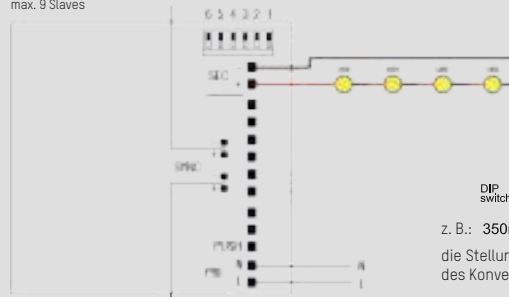 max. 9 Slaves
6 5 4 3 2 1
SEC
-
+
SYNC
PUSH
PRI
N
L
N
L
DIP
switch
z. B.: 350
die Stellun
des Konve